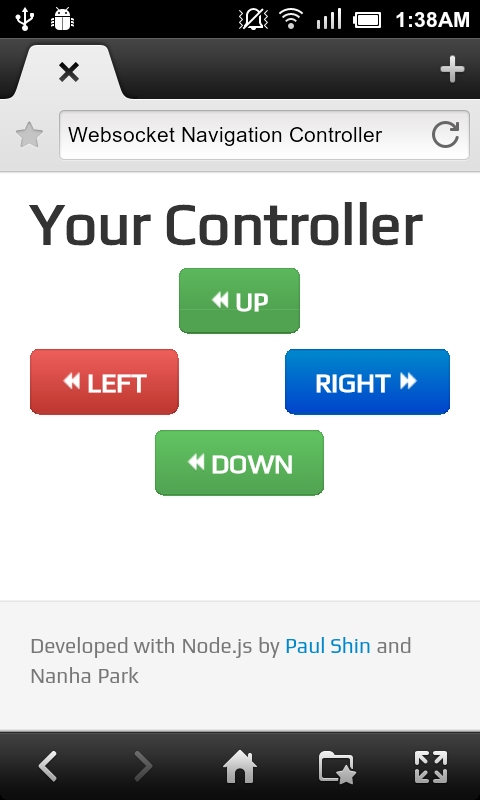 1:38AM
Websocket Navigation Controller
Your Controller
UP
LEFT
RIGHT
DOWN
Developed with Node.js by Paul Shin and
Nanha Park